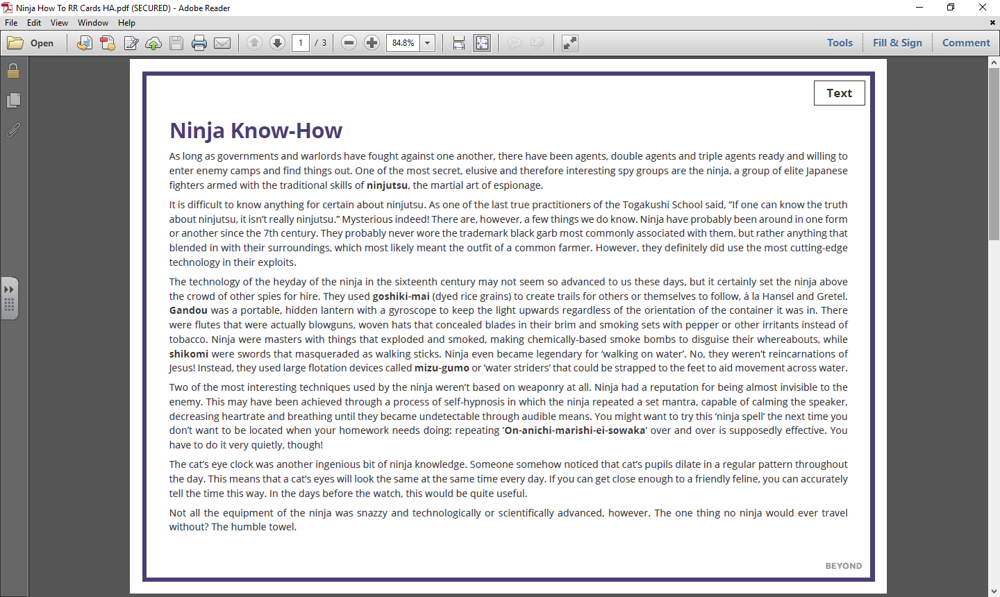 Ninja How To RR Cards HA.pdf (SECURED) - Adobe Reader
File Edit View Window Help
Open 1 / 3 84.8% Tools Fill & Sign Comment
Text
Ninja Know-How
As long as governments and warlords have fought against one another, there have been agents, double agents and triple agents ready and willing to
enter enemy camps and find things out. One of the most secret, elusive and therefore interesting spy groups are the ninja, a group of elite Japanese
fighters armed with the traditional skills of ninjutsu, the martial art of espionage.
It is difficult to know anything for certain about ninjutsu. As one of the last true practitioners of the Togakushi School said, “If one can know the truth
about ninjutsu, it isn’t really ninjutsu.” Mysterious indeed! There are, however, a few things we do know. Ninja have probably been around in one form
or another since the 7th century. They probably never wore the trademark black garb most commonly associated with them, but rather anything that
blended in with their surroundings, which most likely meant the outfit of a common farmer. However, they definitely did use the most cutting-edge
technology in their exploits.
The technology of the heyday of the ninja in the sixteenth century may not seem so advanced to us these days, but it certainly set the ninja above
the crowd of other spies for hire. They used goshiki-mai (dyed rice grains) to create trails for others or themselves to follow, á la Hansel and Gretel.
Gandou was a portable, hidden lantern with a gyroscope to keep the light upwards regardless of the orientation of the container it was in. There
were flutes that were actually blowguns, woven hats that concealed blades in their brim and smoking sets with pepper or other irritants instead of
tobacco. Ninja were masters with things that exploded and smoked, making chemically-based smoke bombs to disguise their whereabouts, while
shikomi were swords that masqueraded as walking sticks. Ninja even became legendary for ‘walking on water’. No, they weren’t reincarnations of
Jesus! Instead, they used large flotation devices called mizu-gumo or ‘water striders’ that could be strapped to the feet to aid movement across water.
Two of the most interesting techniques used by the ninja weren’t based on weaponry at all. Ninja had a reputation for being almost invisible to the
enemy. This may have been achieved through a process of self-hypnosis in which the ninja repeated a set mantra, capable of calming the speaker,
decreasing heartrate and breathing until they became undetectable through audible means. You might want to try this ‘ninja spell’ the next time you
don’t want to be located when your homework needs doing: repeating ‘On-anichi-marishi-ei-sowaka’ over and over is supposedly effective. You
have to do it very quietly, though!
The cat’s eye clock was another ingenious bit of ninja knowledge. Someone somehow noticed that cat’s pupils dilate in a regular pattern throughout
the day. This means that a cat’s eyes will look the same at the same time every day. If you can get close enough to a friendly feline, you can accurately
tell the time this way. In the days before the watch, this would be quite useful.
Not all the equipment of the ninja was snazzy and technologically or scientifically advanced, however. The one thing no ninja would ever travel
without? The humble towel.
BEYOND